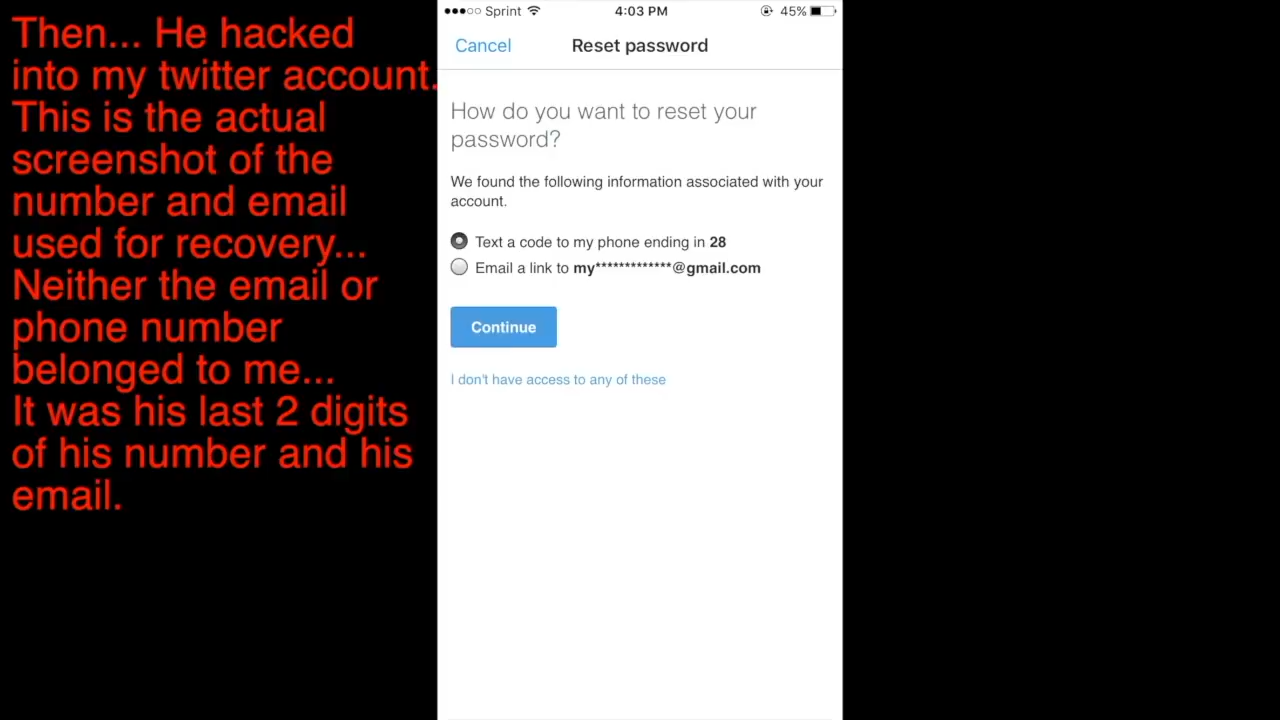 Then... He hacked
into my twitter account.
This is the actual
screenshot of the
number and email
used for recovery...
Neither the email or
phone number
belonged to me...
It was his last 2 digits
of his number and his
email.
Sprint 4:03 PM 45%
Cancel Reset password
How do you want to reset your
password?
We found the following information associated with your
account.
Text a code to my phone ending in 28
Email a link to my*************@gmail.com
Continue
I don't have access to any of these